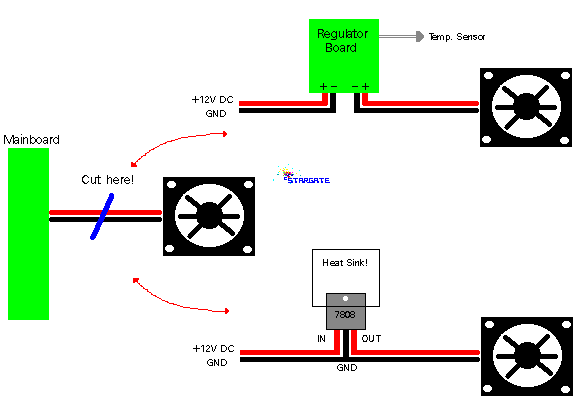 Regulator
Board
Temp. Sensor
+ - - +
+12V DC
GND
Mainboard
Cut here!
STARGATE
Heat Sink!
7808
IN OUT
+12V DC
GND
GND